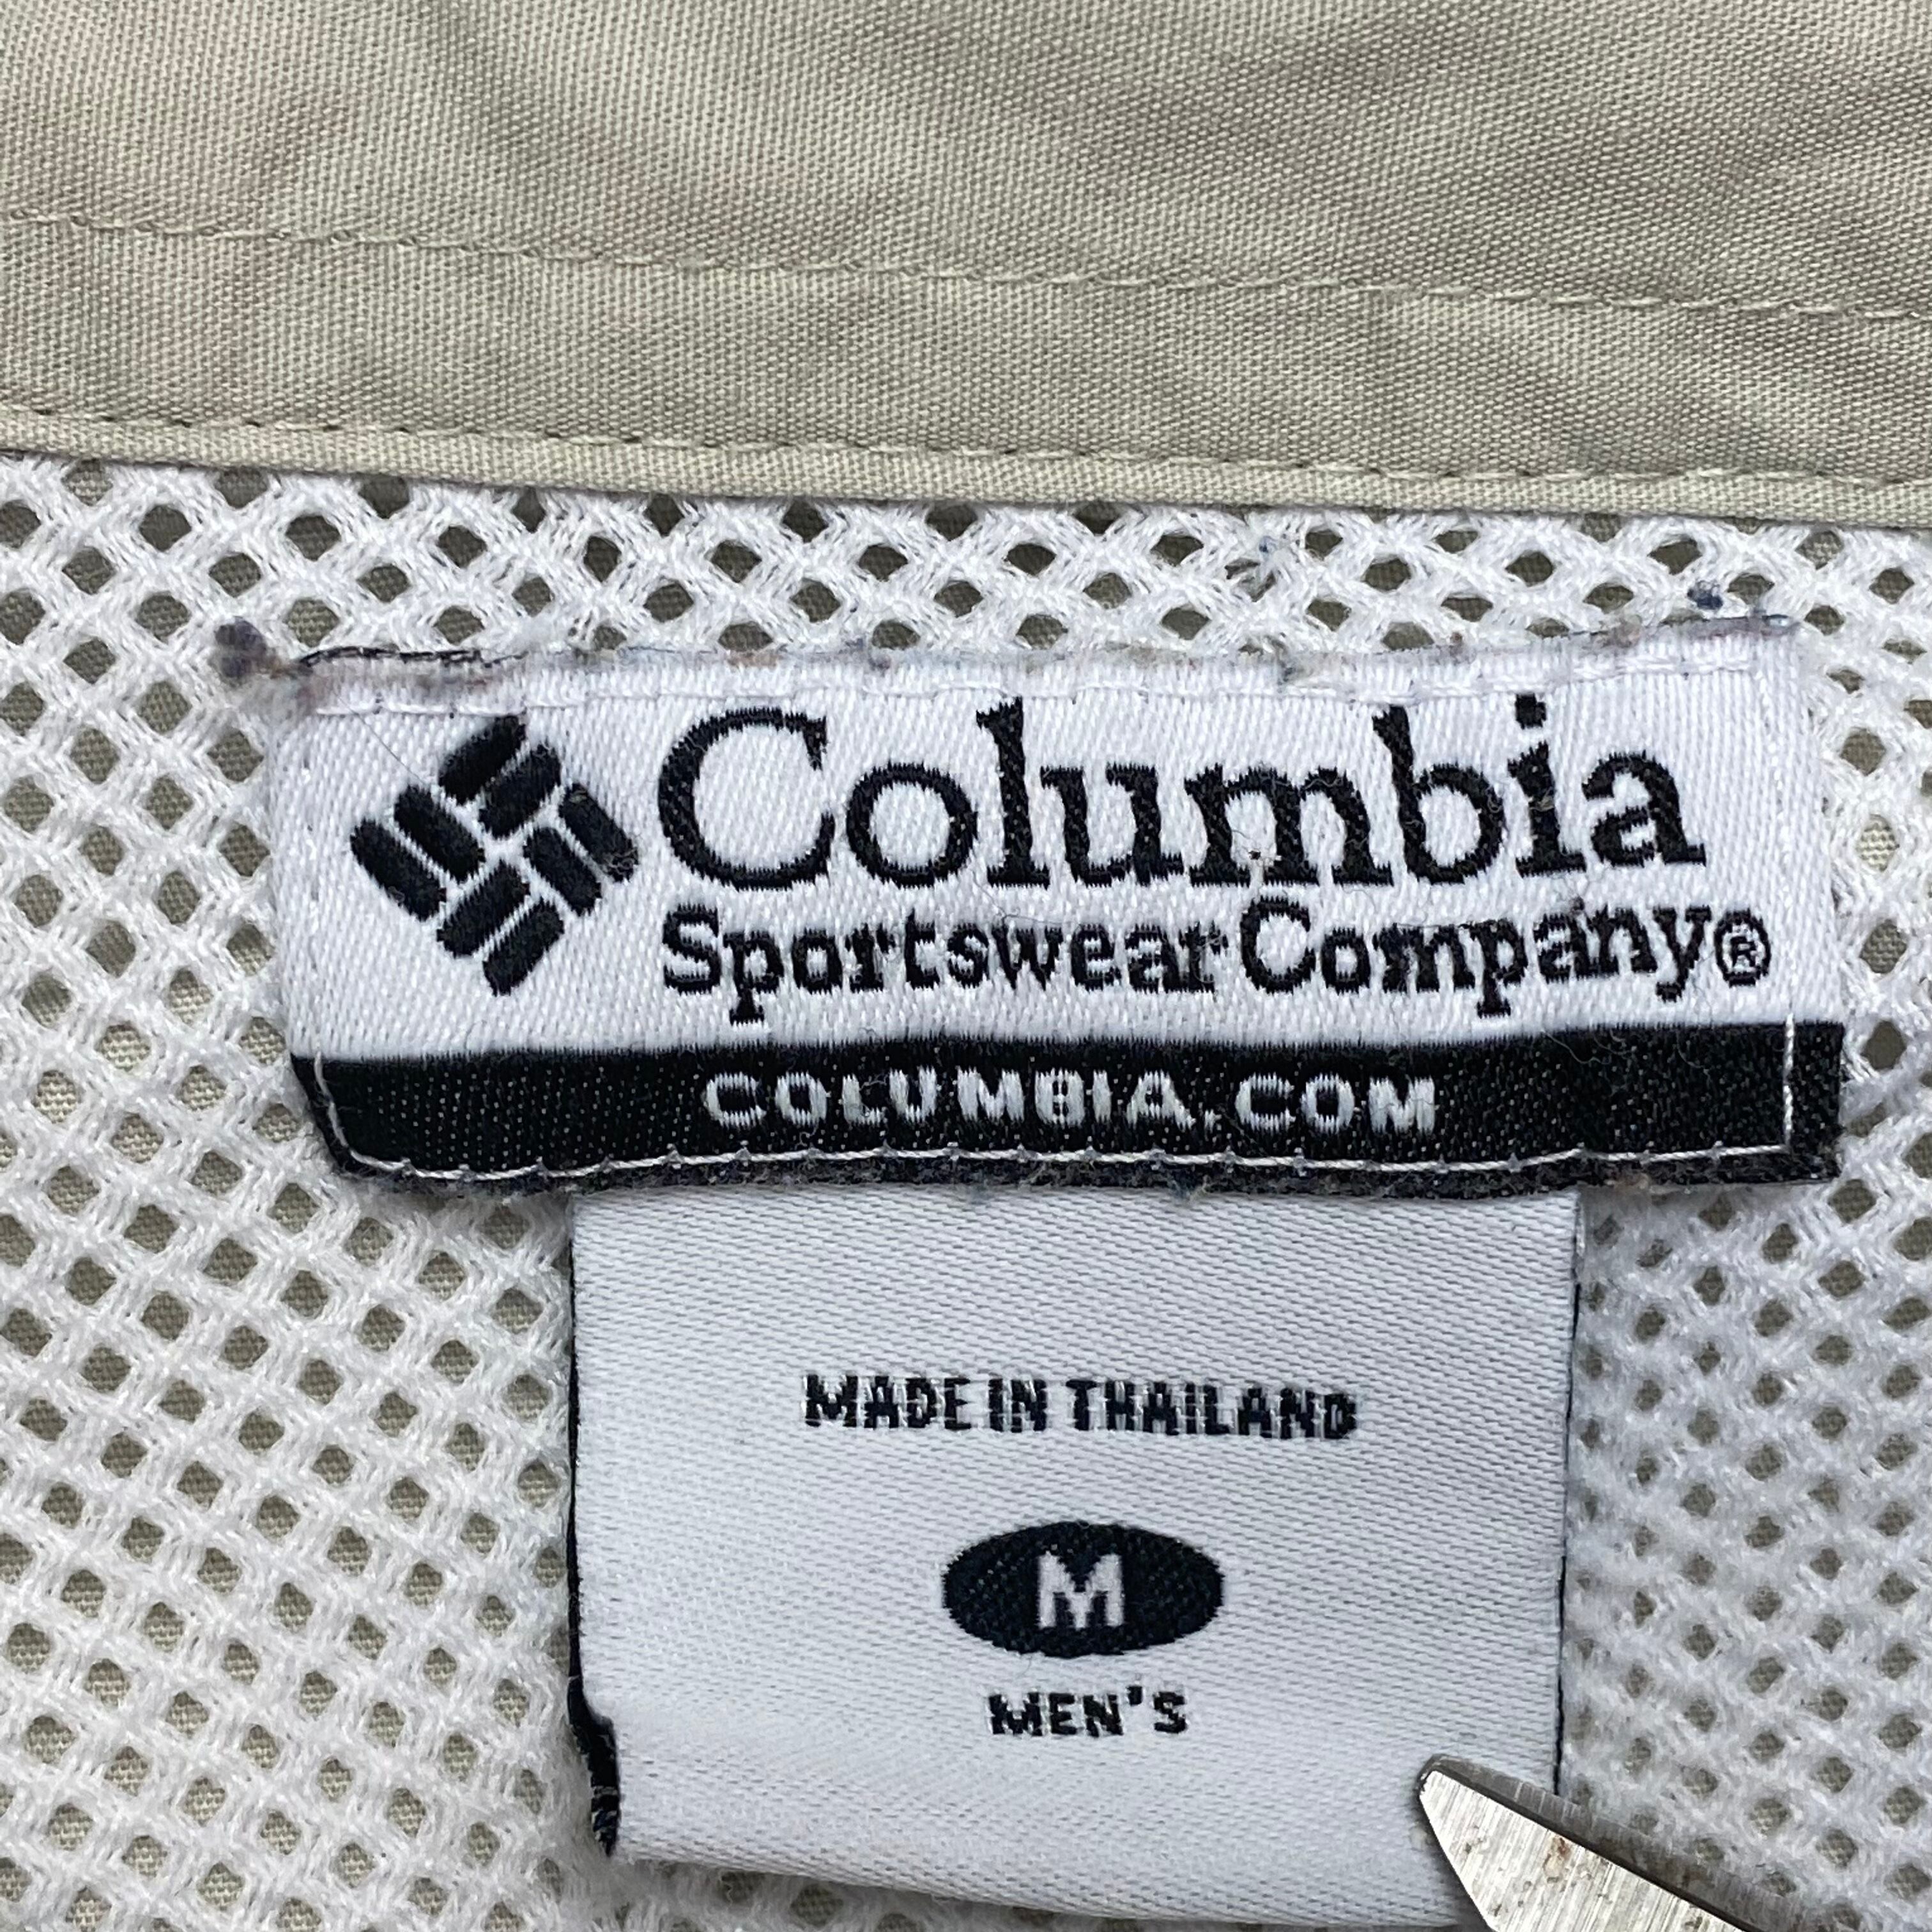 Columbia
Sportswear Company®
COLUMBIA.COM
MADE IN THAILAND
M
MEN'S